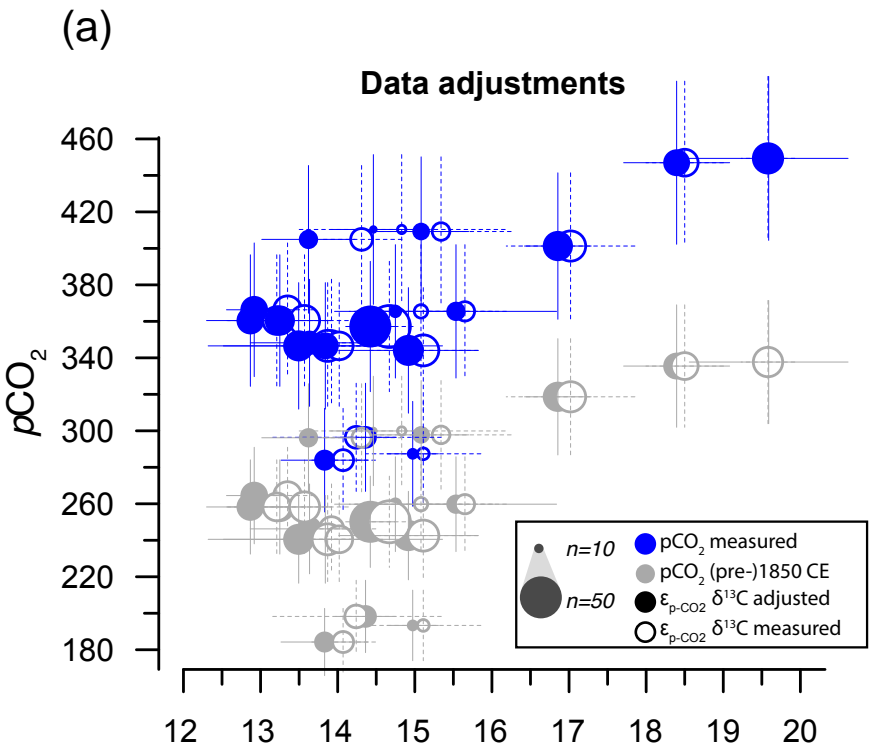 (a)
Data adjustments
pCO₂
460
420
380
340
300
260
220
180
n=10
n=50
pCO₂ measured
pCO₂ (pre-)1850 CE
εp-CO2 δ¹³C adjusted
εp-CO2 δ¹³C measured
12 13 14 15 16 17 18 19 20